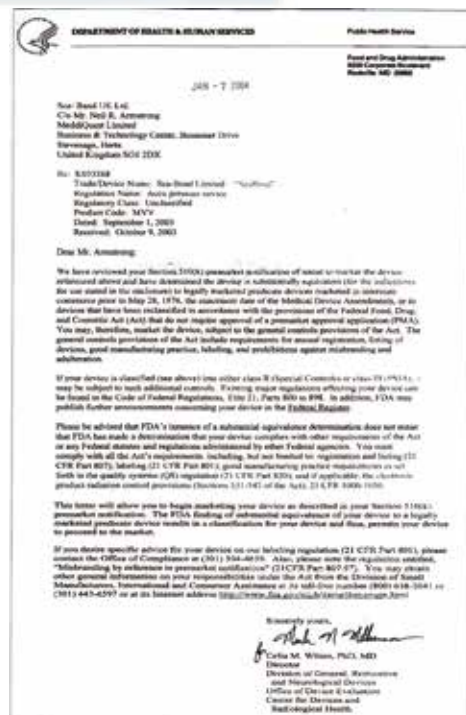 DEPARTMENT OF HEALTH & HUMAN SERVICES
Public Health Service
Food and Drug Administration
9200 Corporate Boulevard
Rockville MD 20850
JAN - 7 2004
Sea-Band UK Ltd.
C/o Mr. Neil R. Armstrong
MeddiQuest Limited
Business & Technology Center, Bessemer Drive
Stevenage, Herts
United Kingdom SG1 2DX
Re:
Trade/Device Name: Sea-Band Limited
Regulation Name: Acupressure device
Regulatory Class: Unclassified
Product Code: MVV
Dated: September 1, 2003
Received: October 9, 2003
Dear Mr. Armstrong:
We have reviewed your Section 510(k) premarket notification of intent to market the device
referenced above and have determined the device is substantially equivalent (for the indications
for use stated in the enclosure) to legally marketed predicate devices marketed in interstate
commerce prior to May 28, 1976, the enactment date of the Medical Device Amendments, or to
devices that have been reclassified in accordance with the provisions of the Federal Food, Drug,
and Cosmetic Act (Act) that do not require approval of a premarket approval application (PMA).
You may, therefore, market the device, subject to the general controls provisions of the Act. The
general controls provisions of the Act include requirements for annual registration, listing of
devices, good manufacturing practice, labeling, and prohibitions against misbranding and
adulteration.
If your device is classified (see above) into either class II (Special Controls) or class III (PMA), it
may be subject to such additional controls. Existing major regulations affecting your device can
be found in the Code of Federal Regulations, Title 21, Parts 800 to 898. In addition, FDA may
publish further announcements concerning your device in the Federal Register.
Please be advised that FDA's issuance of a substantial equivalence determination does not mean
that FDA has made a determination that your device complies with other requirements of the Act
or any Federal statutes and regulations administered by other Federal agencies. You must
comply with all the Act's requirements, including, but not limited to: registration and listing (21
CFR Part 807); labeling (21 CFR Part 801); good manufacturing practice requirements as set
forth in the quality systems (QS) regulation (21 CFR Part 820); and if applicable, the electronic
product radiation control provisions (Sections 531-542 of the Act); 21 CFR 1000-1050.
This letter will allow you to begin marketing your device as described in your Section 510(k)
premarket notification. The FDA finding of substantial equivalence of your device to a legally
marketed predicate device results in a classification for your device and thus, permits your device
to proceed to the market.
If you desire specific advice for your device on our labeling regulation (21 CFR Part 801), please
contact the Office of Compliance at (301) 594-4659. Also, please note the regulation entitled,
"Misbranding by reference to premarket notification" (21CFR Part 807.97). You may obtain
other general information on your responsibilities under the Act from the Division of Small
Manufacturers, International and Consumer Assistance at its toll-free number (800) 638-2041 or
(301) 443-6597 or at its Internet address
Sincerely yours,
for Celia M. Witten, PhD, MD
Director
Division of General, Restorative
and Neurological Devices
Office of Device Evaluation
Center for Devices and
Radiological Health